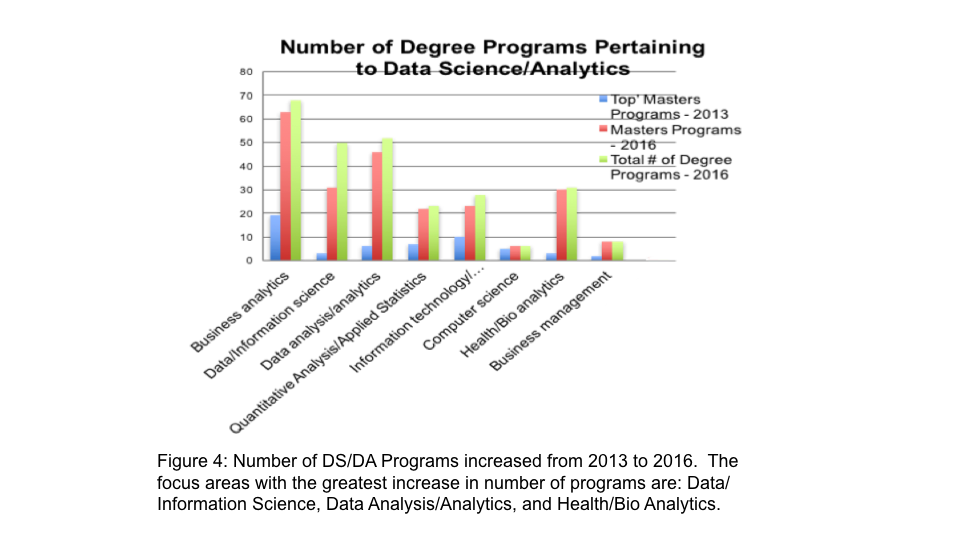 Number of Degree Programs Pertaining
to Data Science/Analytics
80
70
60
50
40
30
20
10
0
Top' Masters
Programs - 2013
Masters Programs
- 2016
Total # of Degree
Programs - 2016
Business analytics
Data/Information science
Data analysis/analytics
Quantitative Analysis/Applied Statistics
Information technology/...
Computer science
Health/Bio analytics
Business management
Figure 4: Number of DS/DA Programs increased from 2013 to 2016.  The
focus areas with the greatest increase in number of programs are: Data/
Information Science, Data Analysis/Analytics, and Health/Bio Analytics.